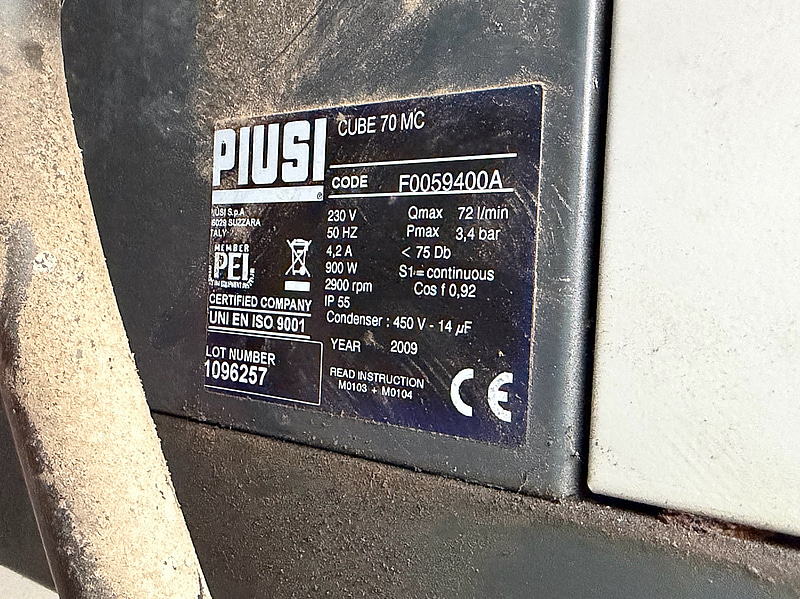 PIUSI
CUBE 70 MC
CODE F0059400A
PIUSI S.p.A
46029 SUZZARA
ITALY
MEMBER
PEI
CERTIFIED COMPANY
UNI EN ISO 9001
LOT NUMBER
1096257
230 V
50 HZ
4,2 A
900 W
2900 rpm
IP 55
Qmax 72 l/min
Pmax 3,4 bar
< 75 Db
S1 = continuous
Cos f 0,92
Condenser : 450 V - 14 µF
YEAR 2009
READ INSTRUCTION
M0103 + M0104
CE